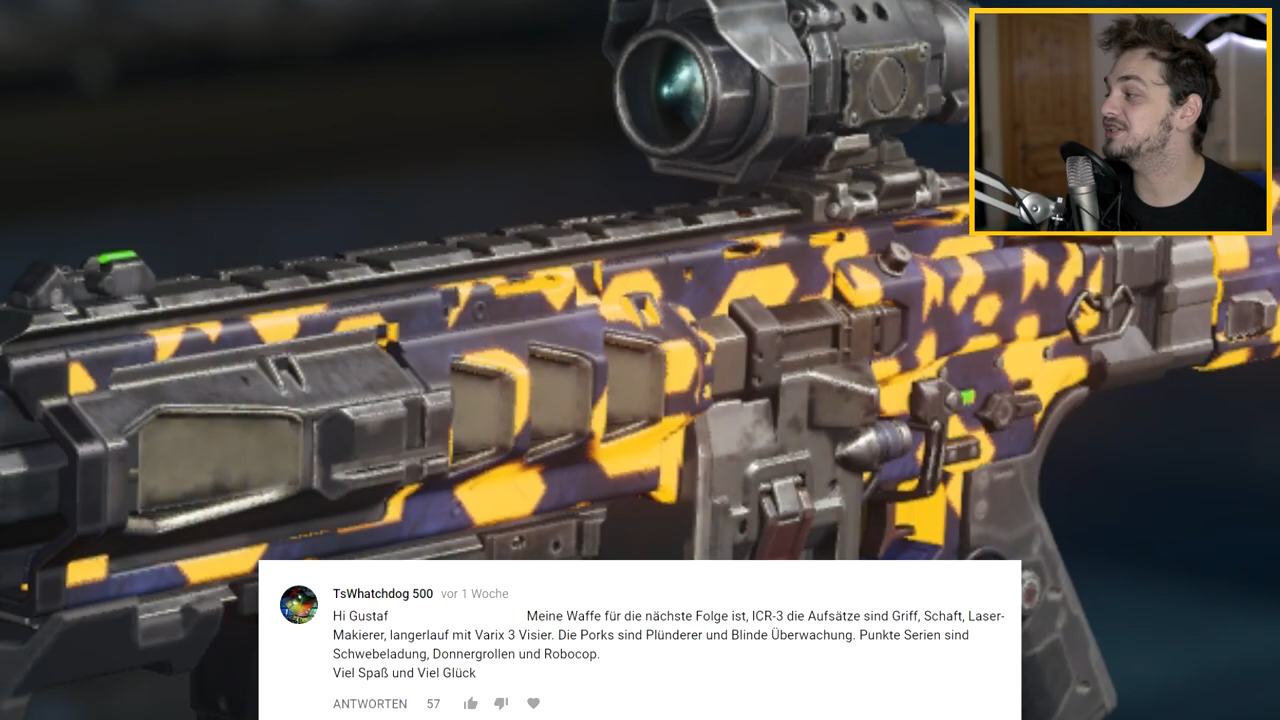 TsWhatchdog 500 vor 1 Woche
Hi Gustaf Meine Waffe für die nächste Folge ist, ICR-3 die Aufsätze sind Griff, Schaft, Laser-
Makierer, langerlauf mit Varix 3 Visier. Die Porks sind Plünderer und Blinde Überwachung. Punkte Serien sind
Schwebeladung, Donnergrollen und Robocop.
Viel Spaß und Viel Glück
ANTWORTEN 57